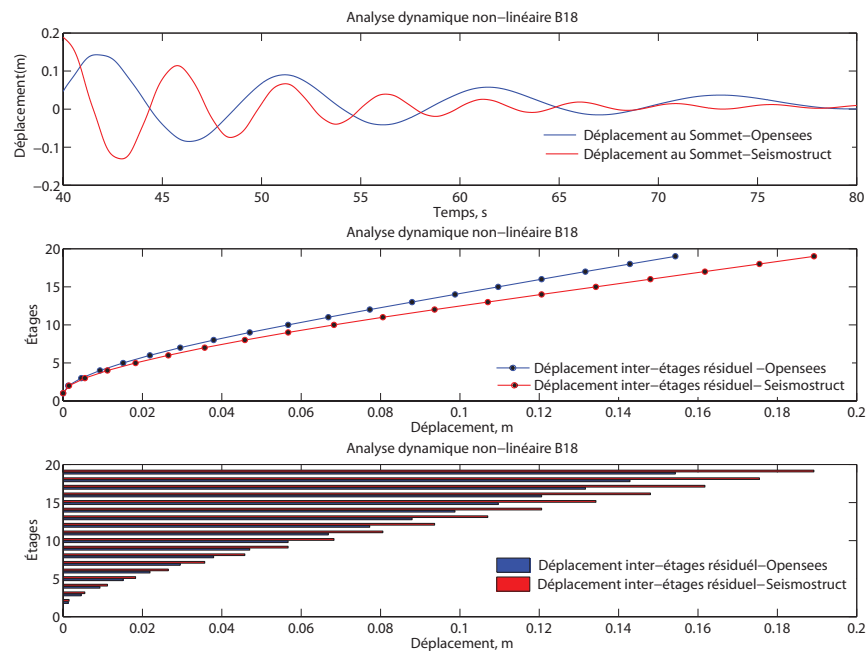 Analyse dynamique non-linéaire B18
Déplacement(m)
0.2
0.1
0
−0.1
−0.2
Déplacement au Sommet−Opensees
Déplacement au Sommet−Seismostruct
40 45 50 55 60 65 70 75 80
Temps, s
Analyse dynamique non-linéaire B18
Étages
20
15
10
5
0
Déplacement inter−étages résiduel −Opensees
Déplacement inter−étages résiduel−Seismostruct
0 0.02 0.04 0.06 0.08 0.1 0.12 0.14 0.16 0.18 0.2
Déplacement, m
Analyse dynamique non-linéaire B18
Étages
20
15
10
5
0
Déplacement inter−étages résiduél−Opensees
Déplacement inter−étages résiduel−Seismostruct
0 0.02 0.04 0.06 0.08 0.1 0.12 0.14 0.16 0.18 0.2
Déplacement, m